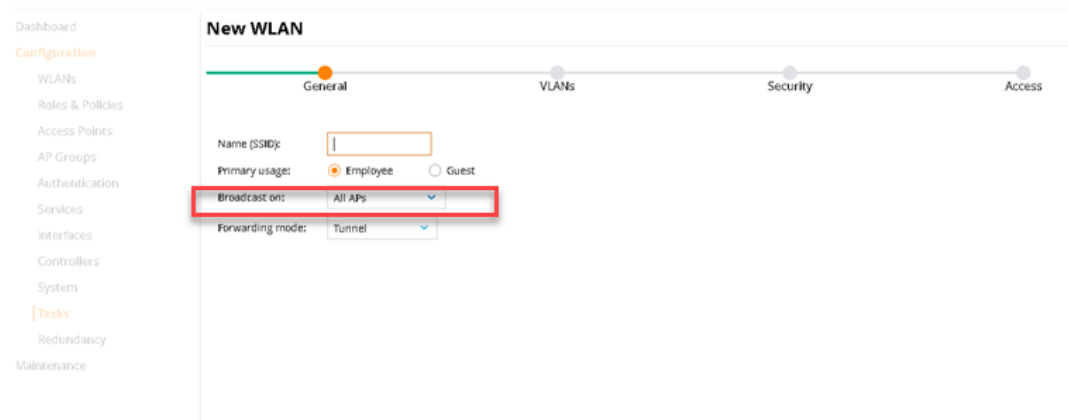 Dashboard
New WLAN
Configuration
WLANs
Roles & Policies
Access Points
AP Groups
Authentication
Services
Interfaces
Controllers
System
Tasks
Redundancy
Maintenance
General
VLANs
Security
Access
Name (SSID):
Primary usage: Employee Guest
Broadcast on: All APs
Forwarding mode: Tunnel